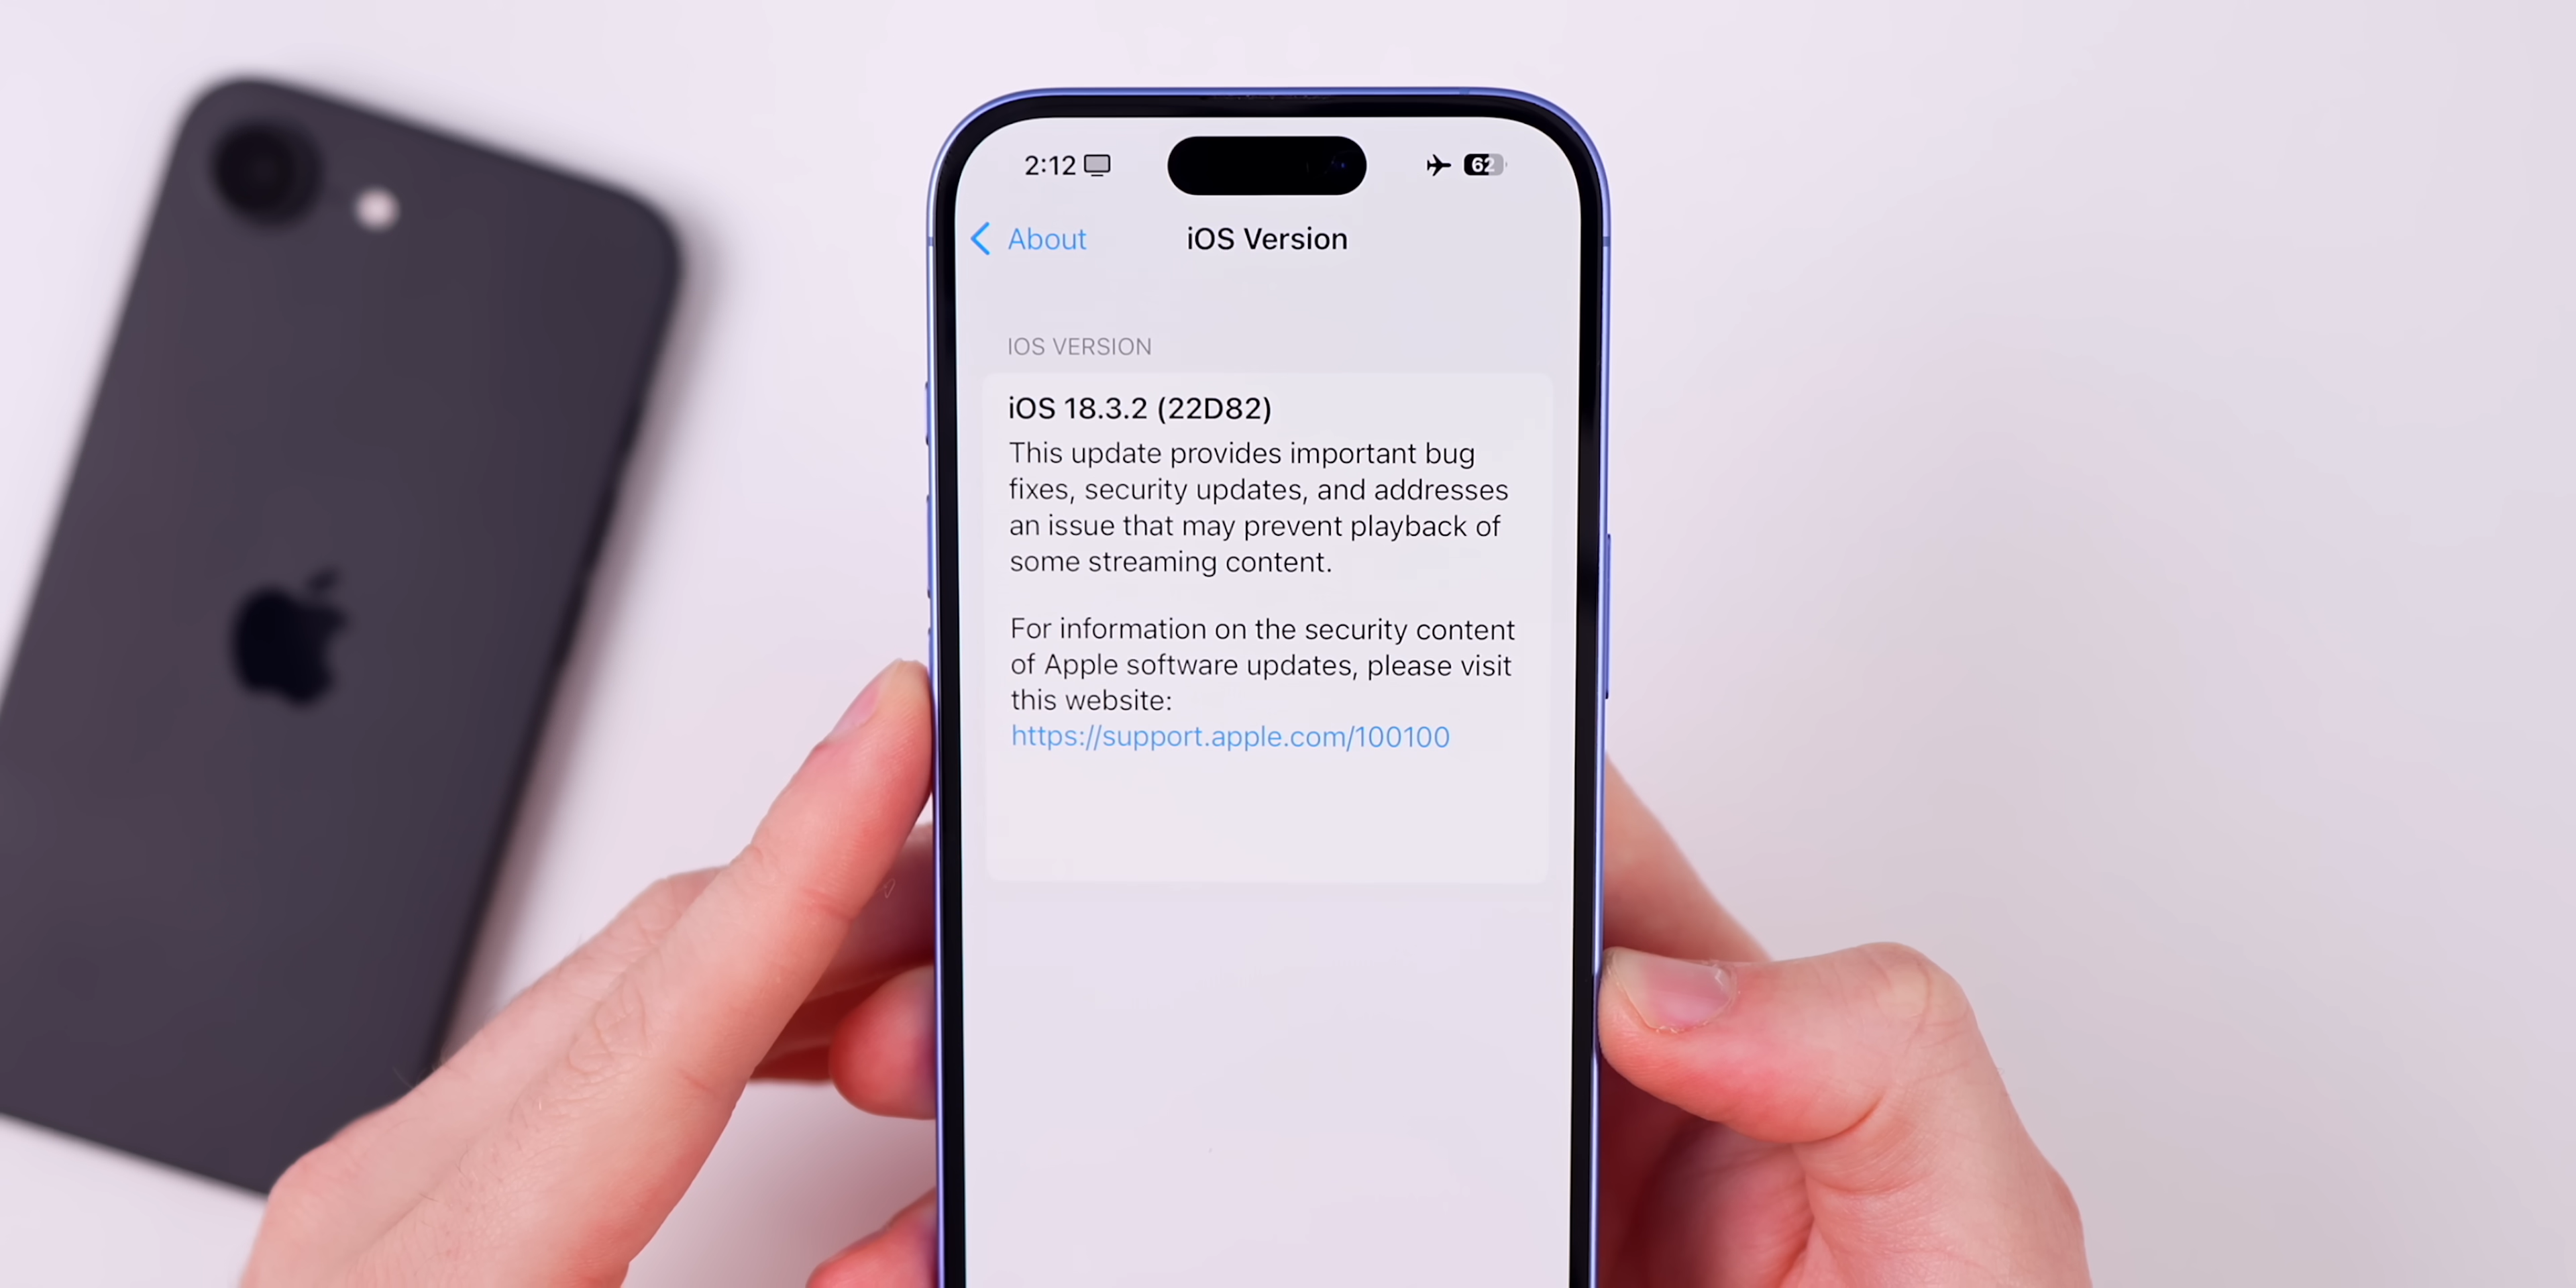 2:12
62
About
iOS Version
IOS VERSION
iOS 18.3.2 (22D82)
This update provides important bug
fixes, security updates, and addresses
an issue that may prevent playback of
some streaming content.
For information on the security content
of Apple software updates, please visit
this website:
https://support.apple.com/100100